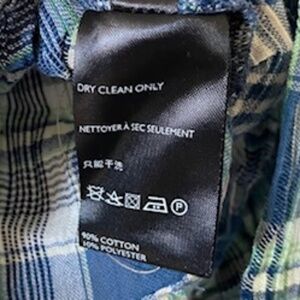 DRY CLEAN ONLY
NETTOYER À SEC SEULEMENT
只能干洗
P
90% COTTON
10% POLYESTER